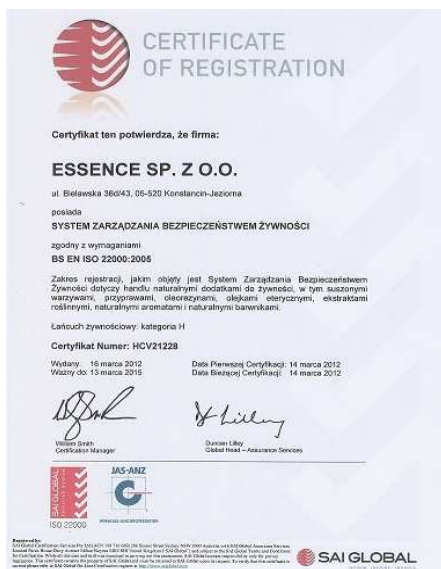 CERTIFICATE
OF REGISTRATION
Certyfikat ten potwierdza, że firma:
ESSENCE SP. Z O.O.
ul. Bielawska 36d/43, 05-520 Konstancin-Jeziorna
posiada
SYSTEM ZARZĄDZANIA BEZPIECZEŃSTWEM ŻYWNOŚCI
zgodny z wymaganiami
BS EN ISO 22000:2005
Zakres rejestracji, jakim objęty jest System Zarządzania Bezpieczeństwem
Żywności dotyczy handlu naturalnymi dodatkami do żywności, w tym suszonymi
warzywami, przyprawami, oleorezynami, olejkami eterycznymi, ekstraktami
roślinnymi, naturalnymi aromatami i naturalnymi barwnikami.
Łańcuch żywnościowy: kategoria H
Certyfikat Numer: HCV21228
Wydany: 16 marca 2012 Data Pierwszej Certyfikacji: 14 marca 2012
Ważny do: 13 marca 2015 Data Bieżącej Certyfikacji: 14 marca 2012
William Smith Duncan Lilley
Certification Manager Global Head – Assurance Services
SAI GLOBAL
JAS-ANZ
ISO 22000
Registered by:
SAI GLOBAL